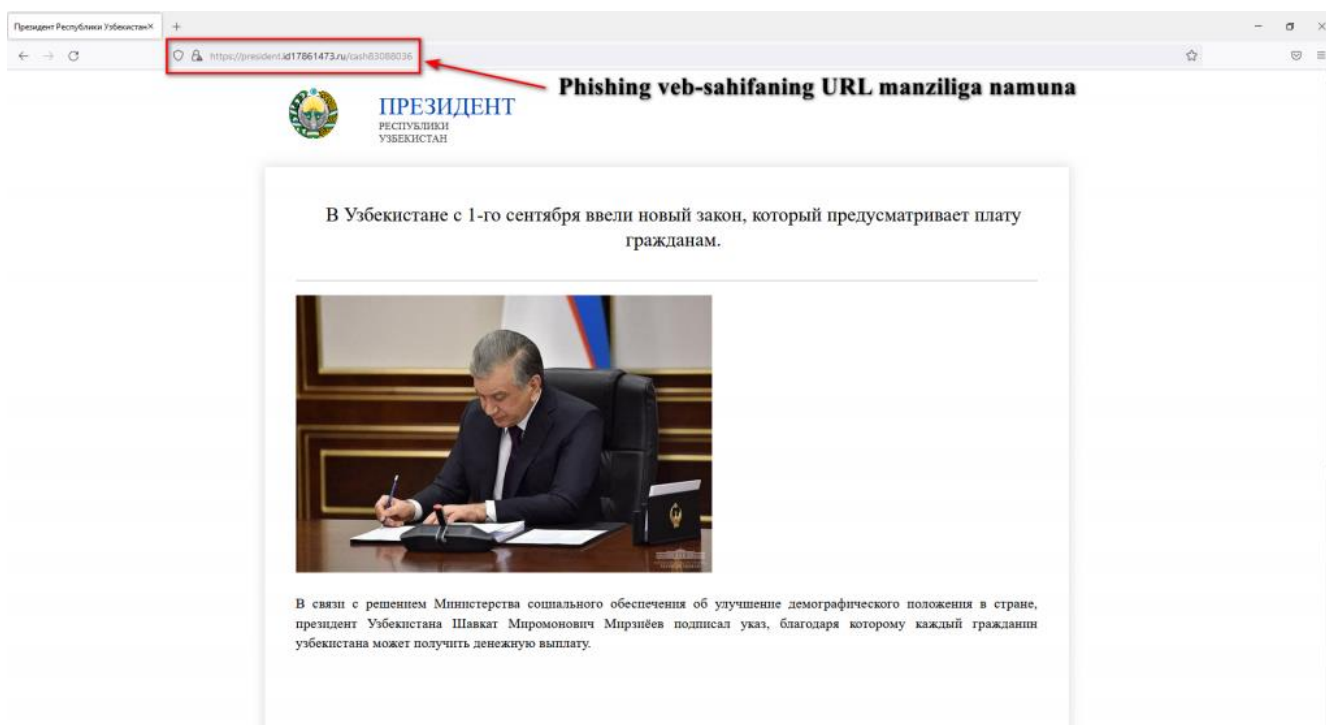 Президент Республики Узбекистан
https://president.id17861473.ru/cash83088036
Phishing veb-sahifaning URL manziliga namuna
ПРЕЗИДЕНТ
РЕСПУБЛИКИ
УЗБЕКИСТАН
В Узбекистане с 1-го сентября ввели новый закон, который предусматривает плату
гражданам.
В связи с решением Министерства социального обеспечения об улучшение демографического положения в стране,
президент Узбекистана Шавкат Миромонович Мирзиёев подписал указ, благодаря которому каждый гражданин
узбекистана может получить денежную выплату.